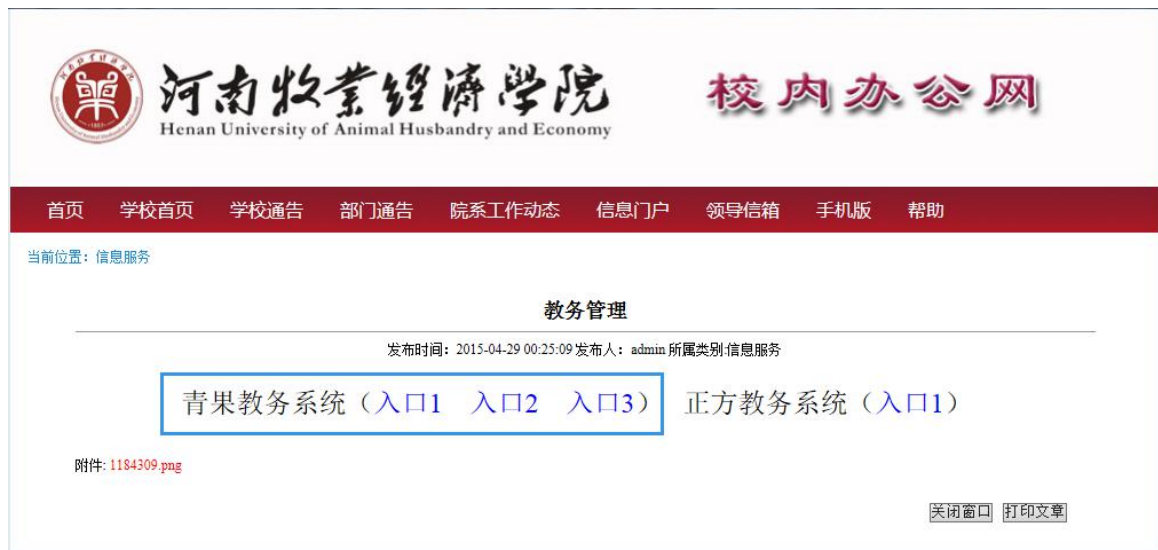 河南牧业经济学院
Henan University of Animal Husbandry and Economy
校内办公网
首页 学校首页 学校通告 部门通告 院系工作动态 信息门户 领导信箱 手机版 帮助
当前位置：信息服务
教务管理
发布时间：2015-04-29 00:25:09 发布人：admin 所属类别:信息服务
青果教务系统（入口1 入口2 入口3） 正方教务系统（入口1）
附件: 1184309.png
关闭窗口 打印文章